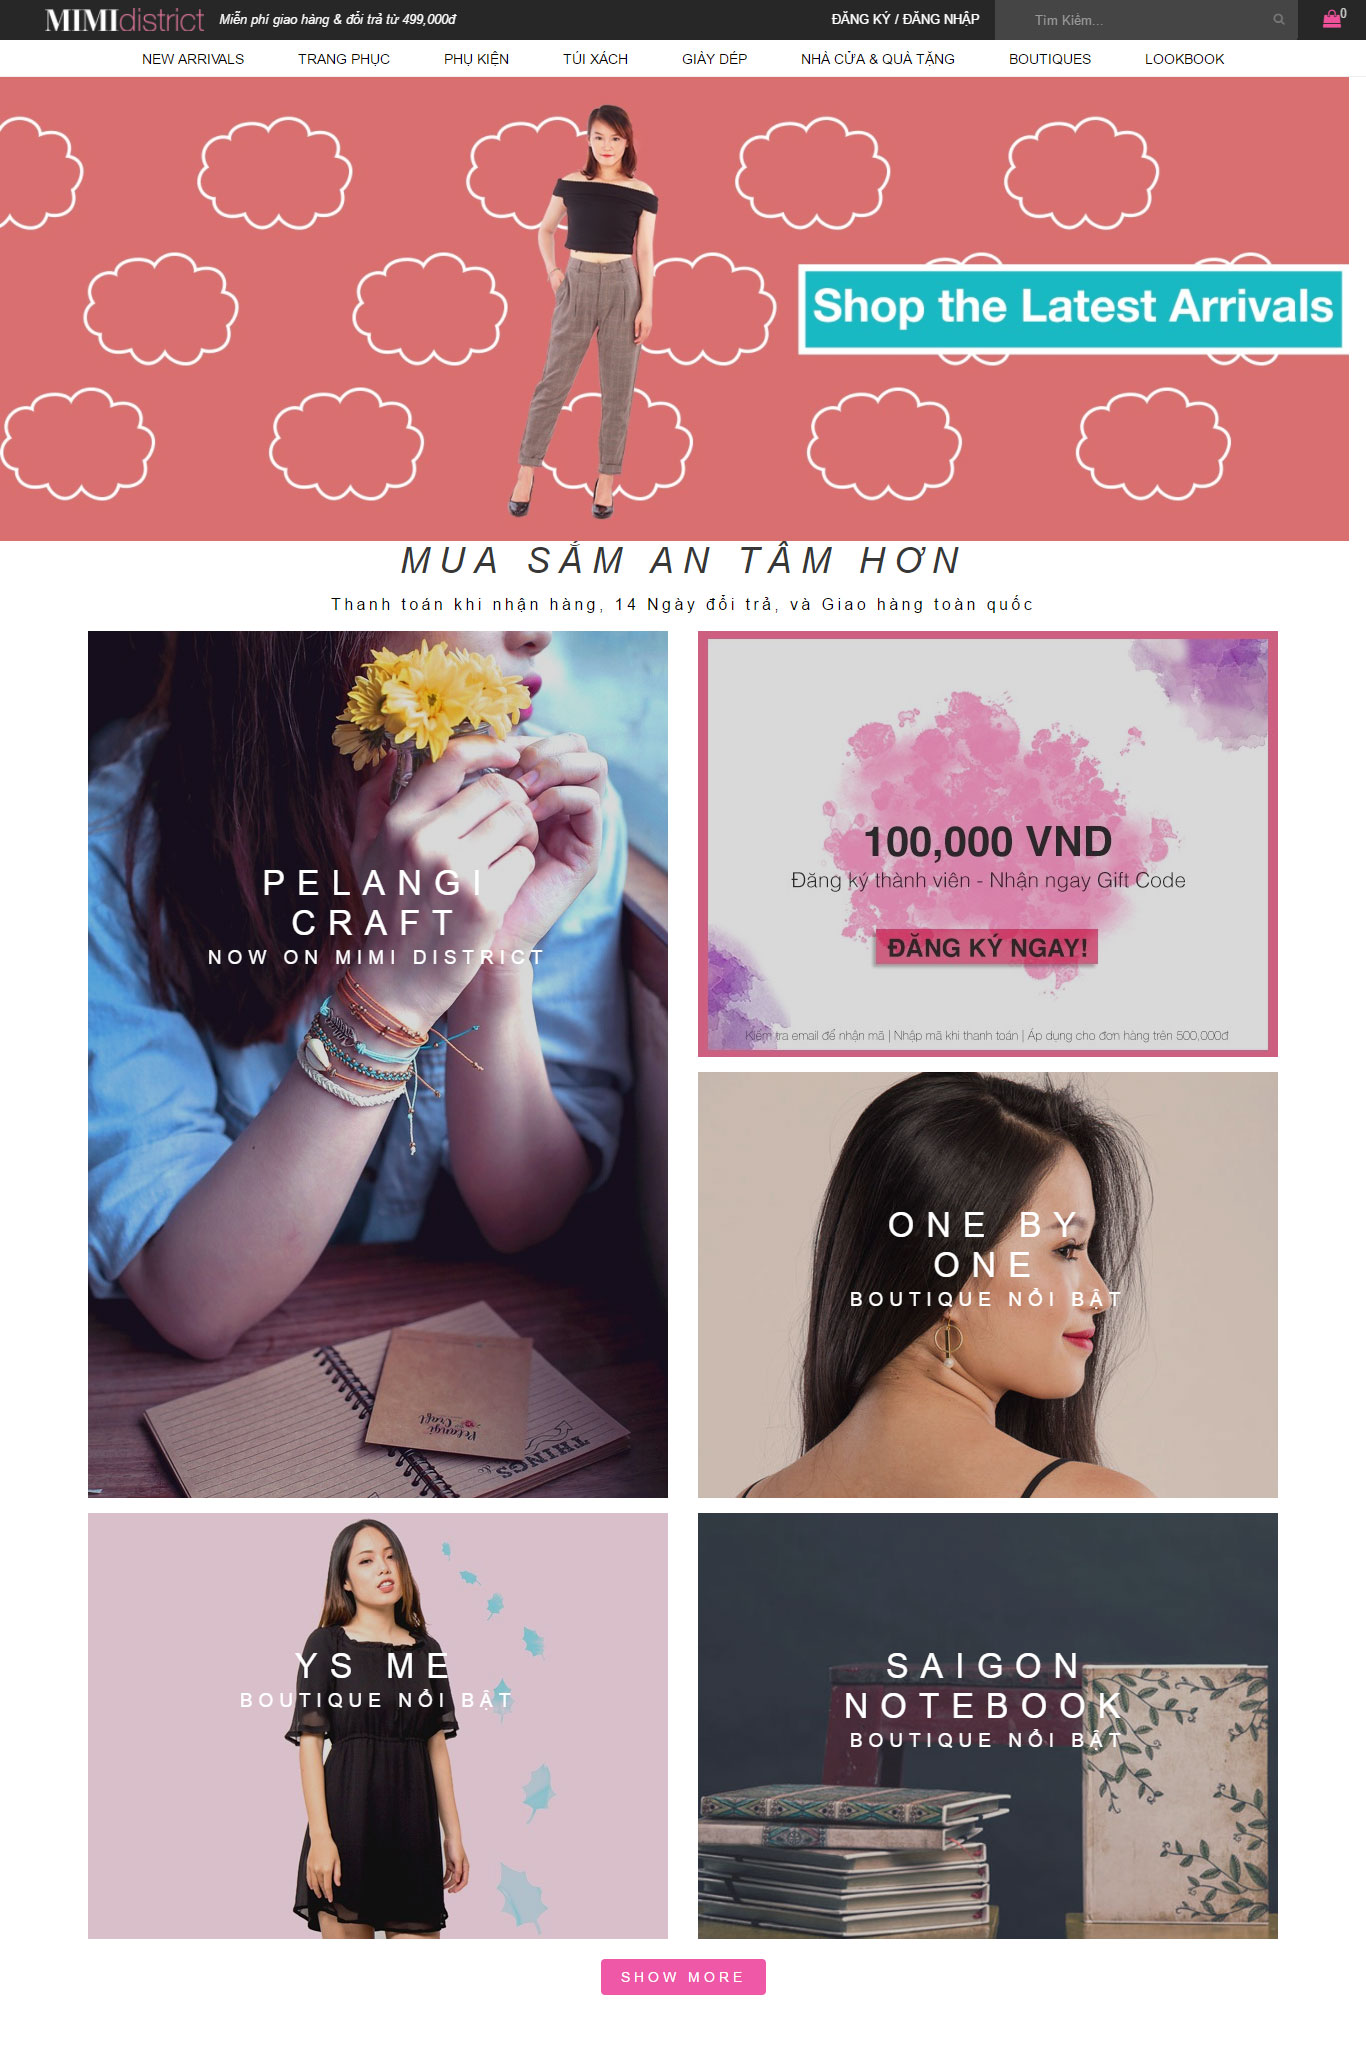 MIMIdistrict
Miễn phí giao hàng & đổi trả từ 499,000đ
ĐĂNG KÝ / ĐĂNG NHẬP
Tìm Kiếm...
0
NEW ARRIVALS
TRANG PHỤC
PHỤ KIỆN
TÚI XÁCH
GIÀY DÉP
NHÀ CỬA & QUÀ TẶNG
BOUTIQUES
LOOKBOOK
Shop the Latest Arrivals
MUA SẮM AN TÂM HƠN
Thanh toán khi nhận hàng, 14 Ngày đổi trả, và Giao hàng toàn quốc
PELANGI
CRAFT
NOW ON MIMI DISTRICT
Pelangi
Craft
THINGS
100,000 VND
Đăng ký thành viên - Nhận ngay Gift Code
ĐĂNG KÝ NGAY!
Kiểm tra email để nhận mã | Nhập mã khi thanh toán | Áp dụng cho đơn hàng trên 500,000đ
ONE BY
ONE
BOUTIQUE NỔI BẬT
YS ME
BOUTIQUE NỔI BẬT
SAIGON
NOTEBOOK
BOUTIQUE NỔI BẬT
SHOW MORE